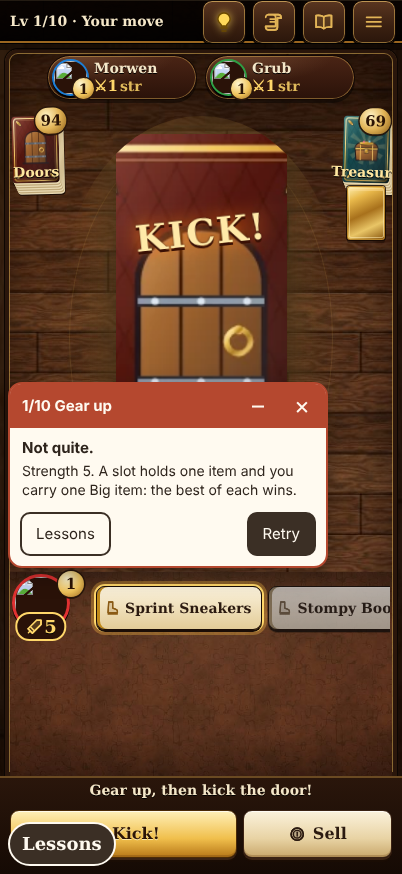 Lv 1/10 · Your move
Morwen
1
1 str
Grub
1
1 str
94
Doors
69
Treasur
KICK!
1/10 Gear up
Not quite.
Strength 5. A slot holds one item and you
carry one Big item: the best of each wins.
Lessons
Retry
1
5
Sprint Sneakers
Stompy Boo
Gear up, then kick the door!
Kick!
Sell
Lessons